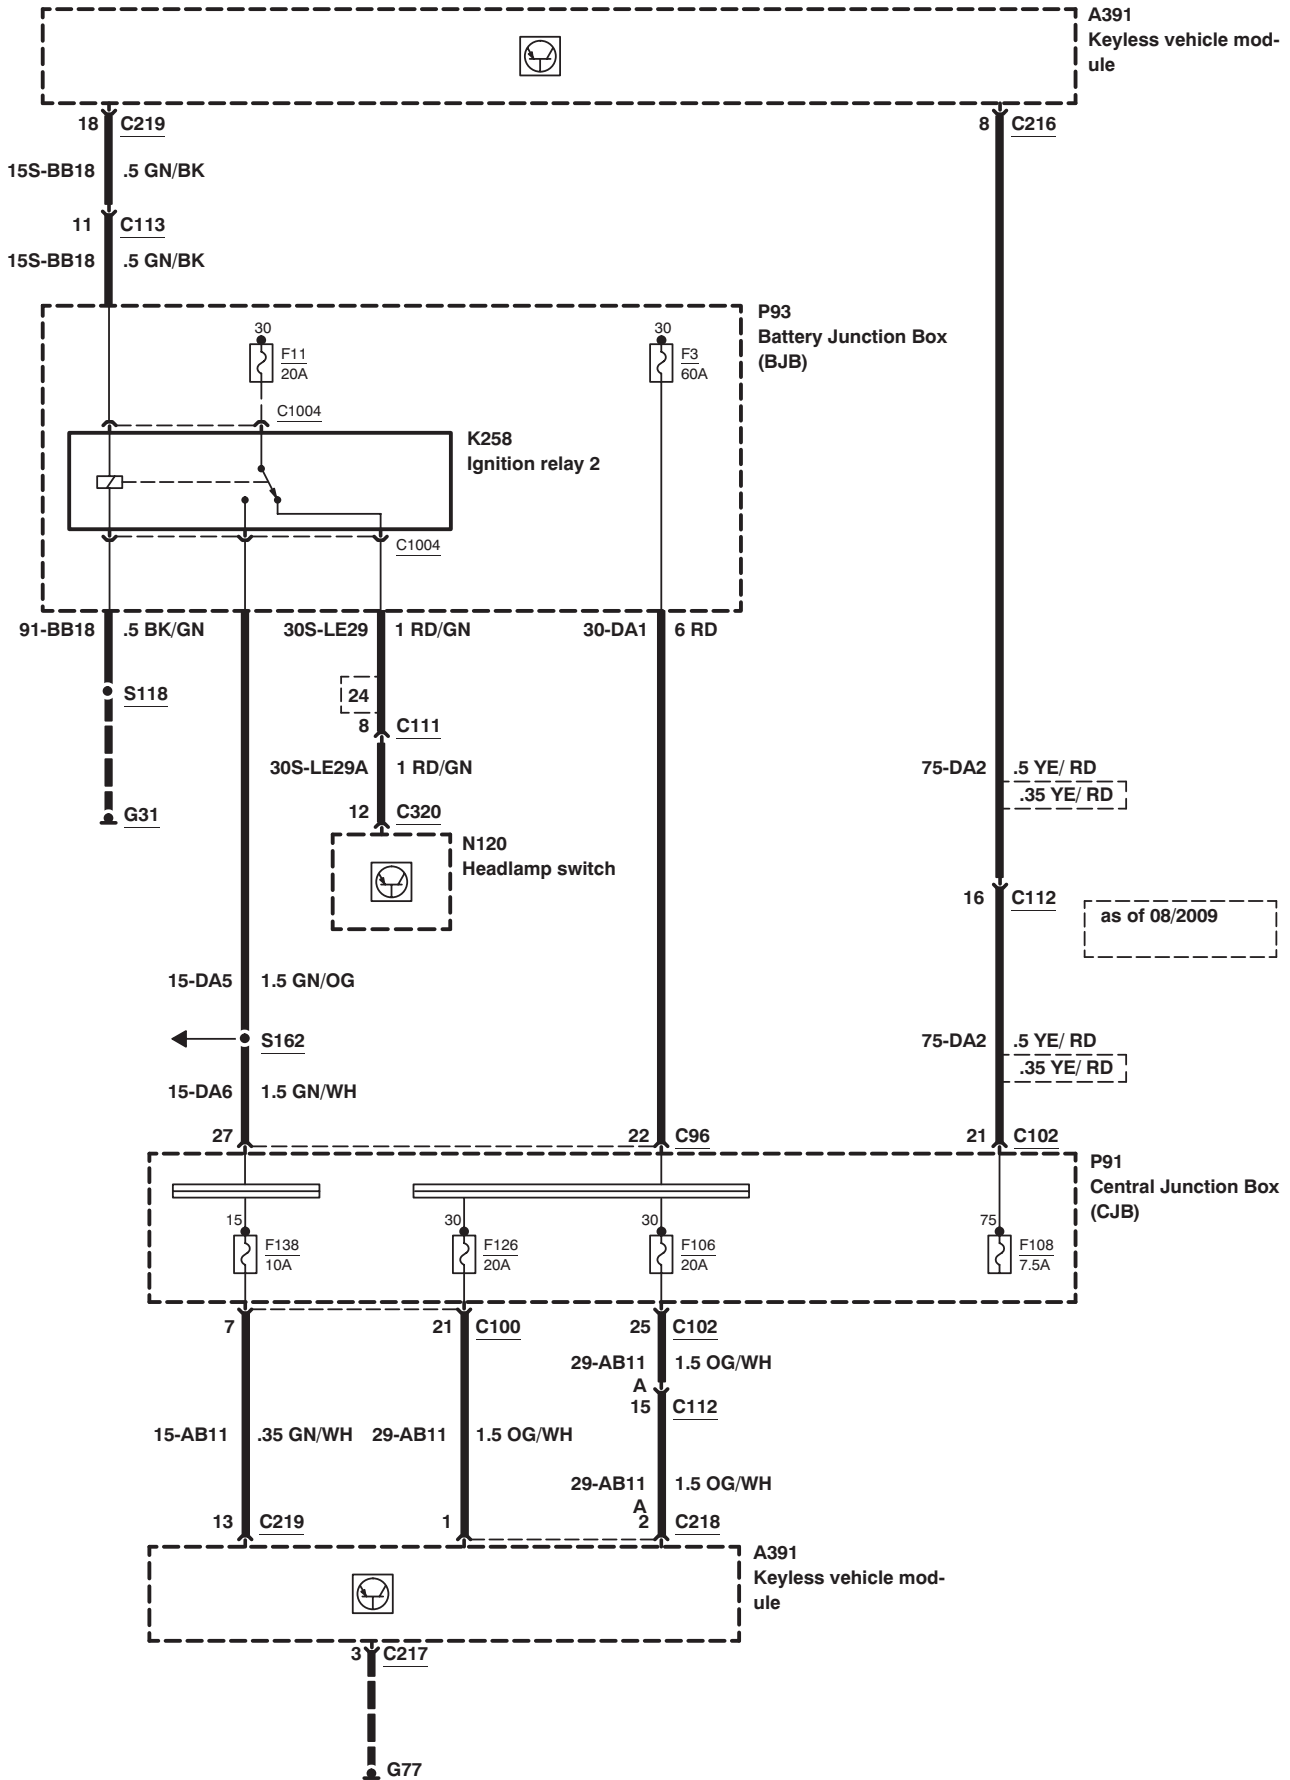 A391
Keyless vehicle mod-
ule
18 C219
8 C216
15S-BB18 .5 GN/BK
11 C113
15S-BB18 .5 GN/BK
P93
Battery Junction Box
(BJB)
30
F11
20A
30
F3
60A
C1004
K258
Ignition relay 2
C1004
91-BB18 .5 BK/GN
30S-LE29 1 RD/GN
30-DA1 6 RD
S118
24
8 C111
30S-LE29A 1 RD/GN
75-DA2 .5 YE/ RD
.35 YE/ RD
G31
12 C320
N120
Headlamp switch
16 C112
as of 08/2009
15-DA5 1.5 GN/OG
S162
75-DA2 .5 YE/ RD
.35 YE/ RD
15-DA6 1.5 GN/WH
27
22 C96
21 C102
P91
Central Junction Box
(CJB)
15
F138
10A
30
F126
20A
30
F106
20A
75
F108
7.5A
7
21 C100
25 C102
29-AB11 1.5 OG/WH
A
15 C112
15-AB11 .35 GN/WH
29-AB11 1.5 OG/WH
29-AB11 1.5 OG/WH
A
13 C219
1
2 C218
A391
Keyless vehicle mod-
ule
3 C217
G77